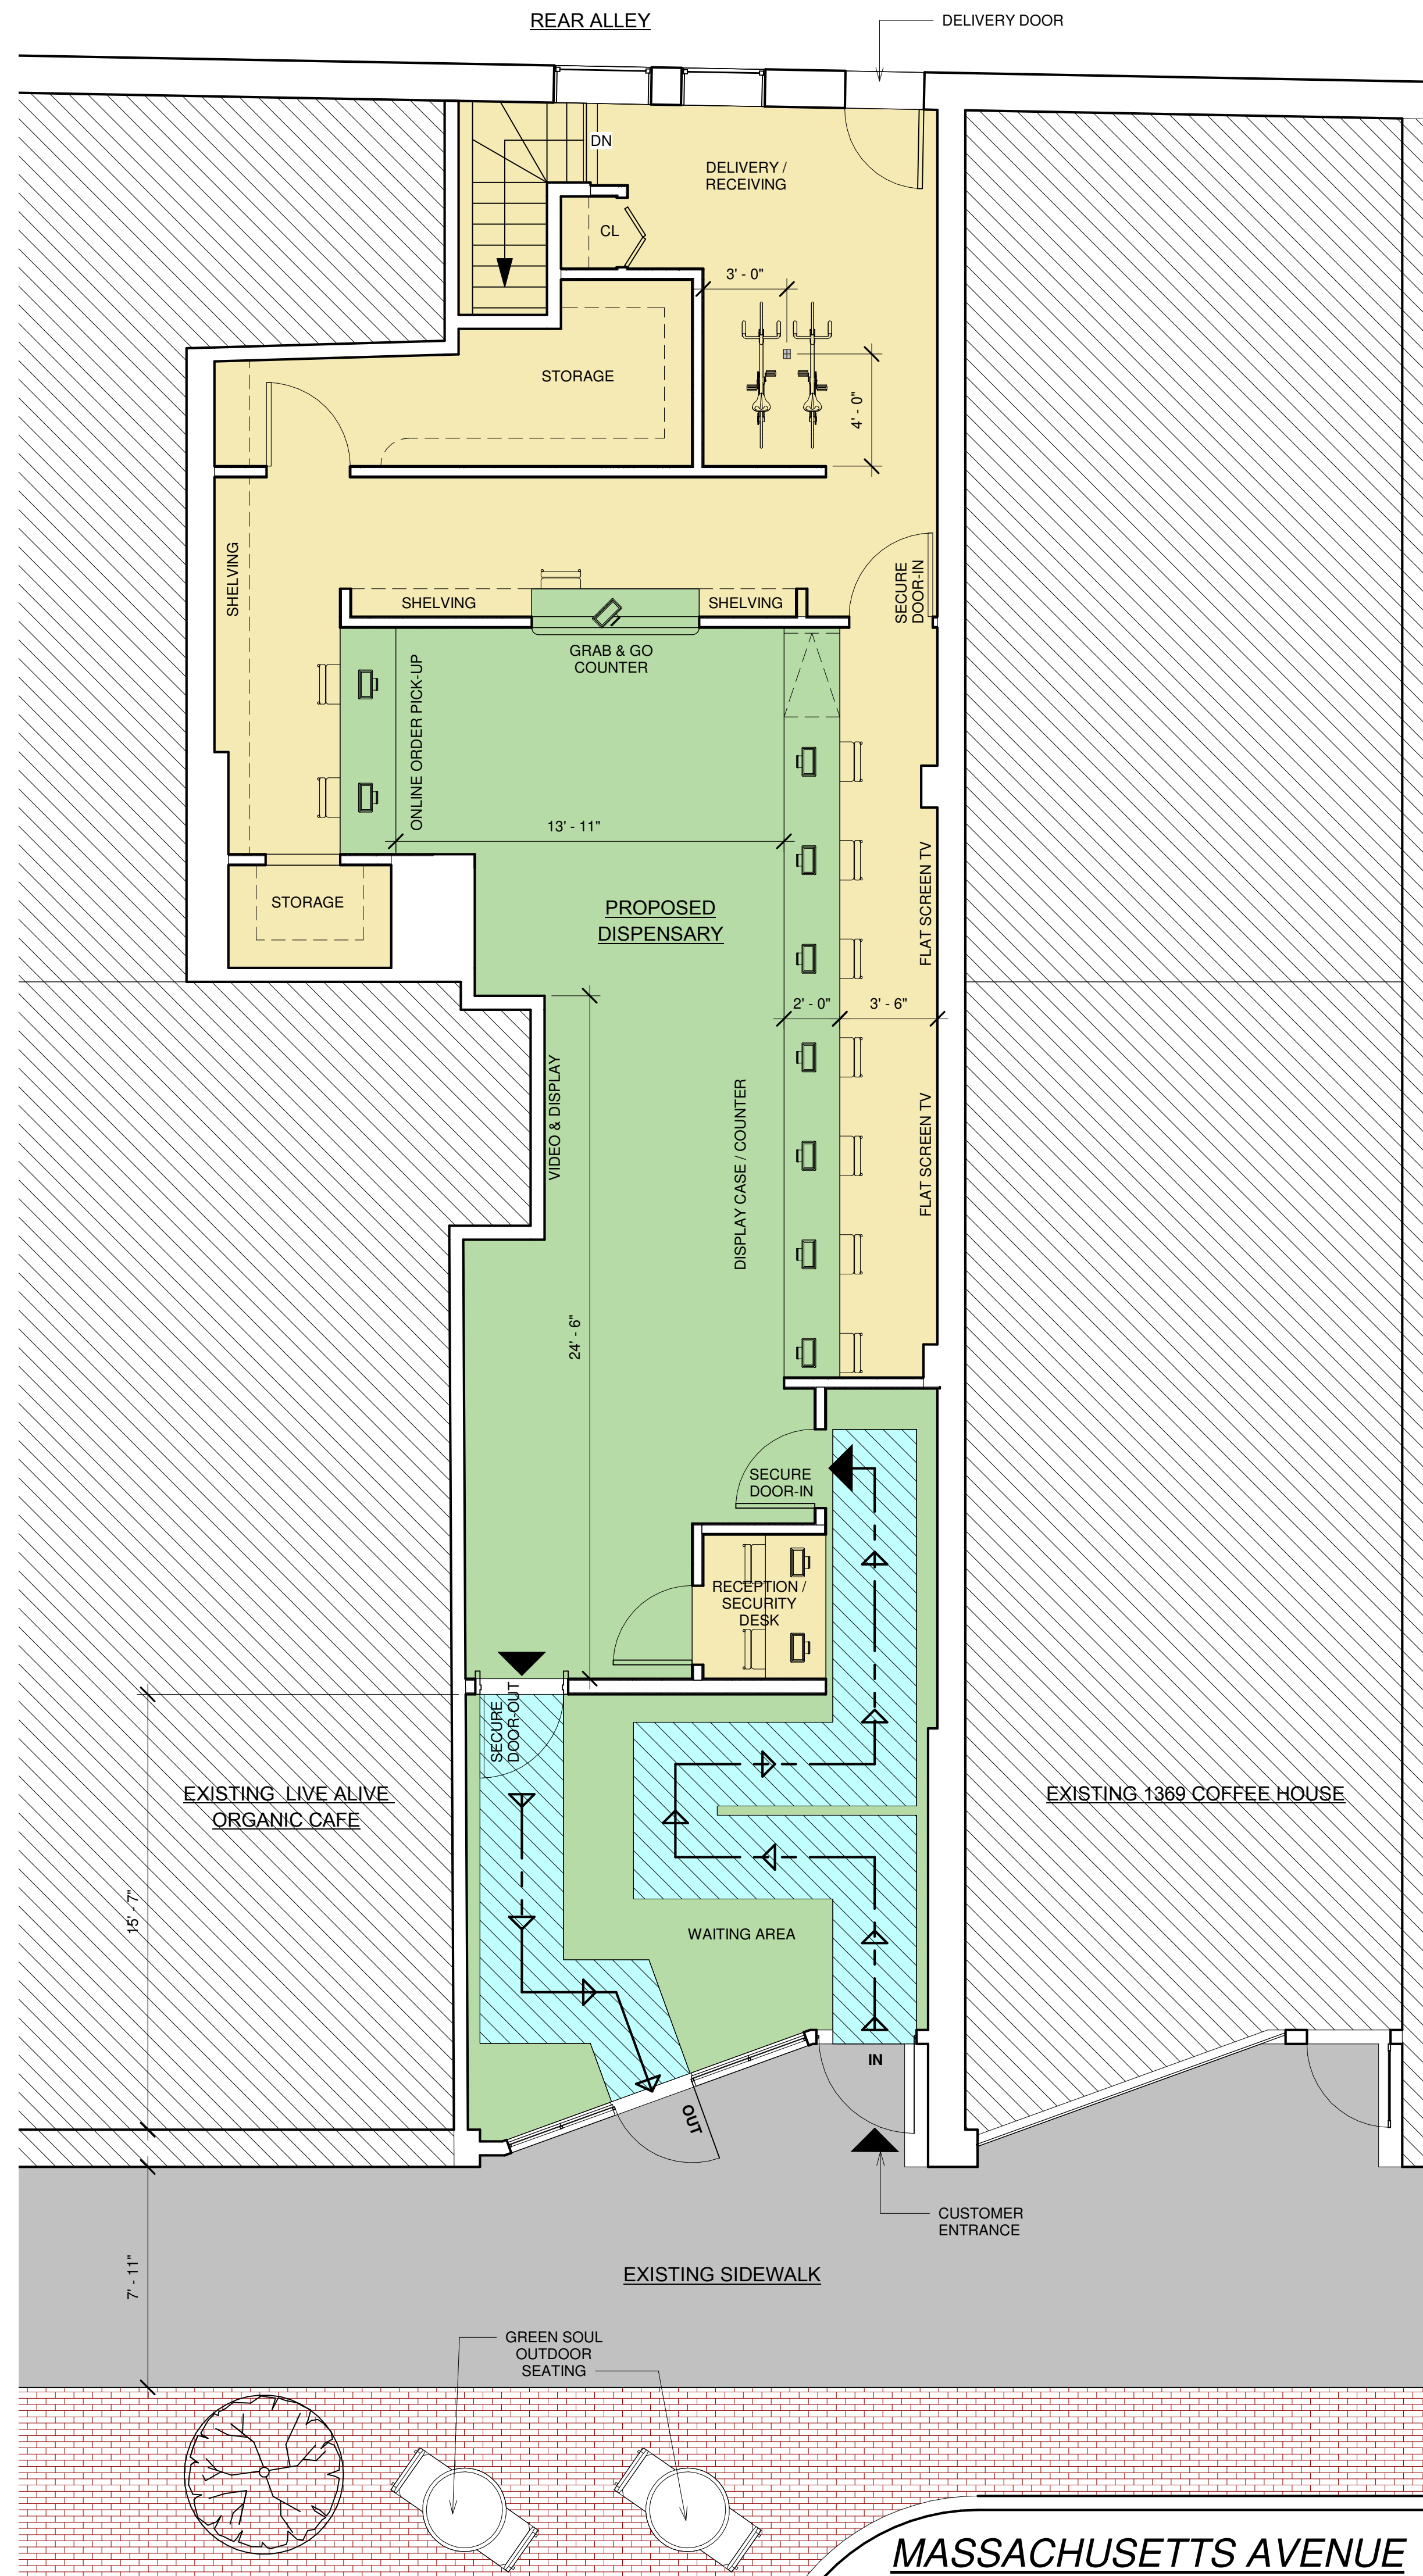 REAR ALLEY
DELIVERY DOOR
DN
DELIVERY /
RECEIVING
CL
3' - 0"
STORAGE
4' - 0"
SHELVING
SECURE
DOOR-IN
SHELVING
SHELVING
GRAB & GO
COUNTER
ONLINE ORDER PICK-UP
13' - 11"
STORAGE
PROPOSED
DISPENSARY
FLAT SCREEN TV
2' - 0"
3' - 6"
VIDEO & DISPLAY
DISPLAY CASE / COUNTER
FLAT SCREEN TV
24' - 6"
SECURE
DOOR-IN
RECEPTION /
SECURITY
DESK
SECURE
DOOR-OUT
EXISTING LIVE ALIVE
ORGANIC CAFE
EXISTING 1369 COFFEE HOUSE
15' - 7"
WAITING AREA
IN
OUT
CUSTOMER
ENTRANCE
7' - 11"
EXISTING SIDEWALK
GREEN SOUL
OUTDOOR
SEATING
MASSACHUSETTS AVENUE